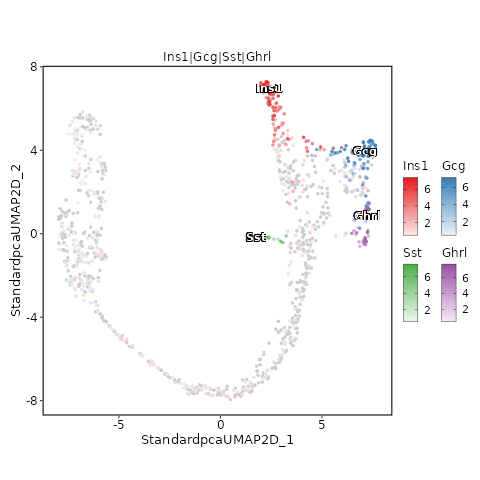 Ins1|Gcg|Sst|Ghrl
8
4
0
-4
-8
StandardpcaUMAP2D_2
Ins1
Gcg
Ghrl
Sst
-5
0
5
StandardpcaUMAP2D_1
Ins1 Gcg
6 6
4 4
2 2
Sst Ghrl
6 6
4 4
2 2